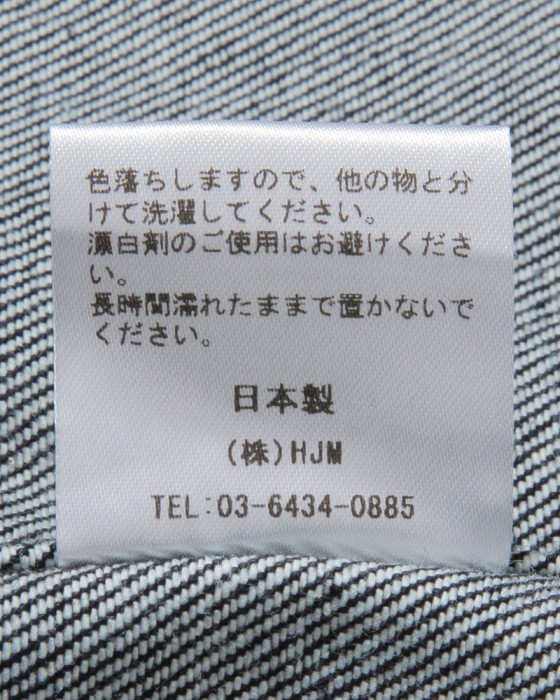 色落ちしますので、他の物と分
けて洗濯してください。
漂白剤のご使用はお避けくださ
い。
長時間濡れたままで置かないで
ください。
日本製
(株)HJM
TEL:03-6434-0885